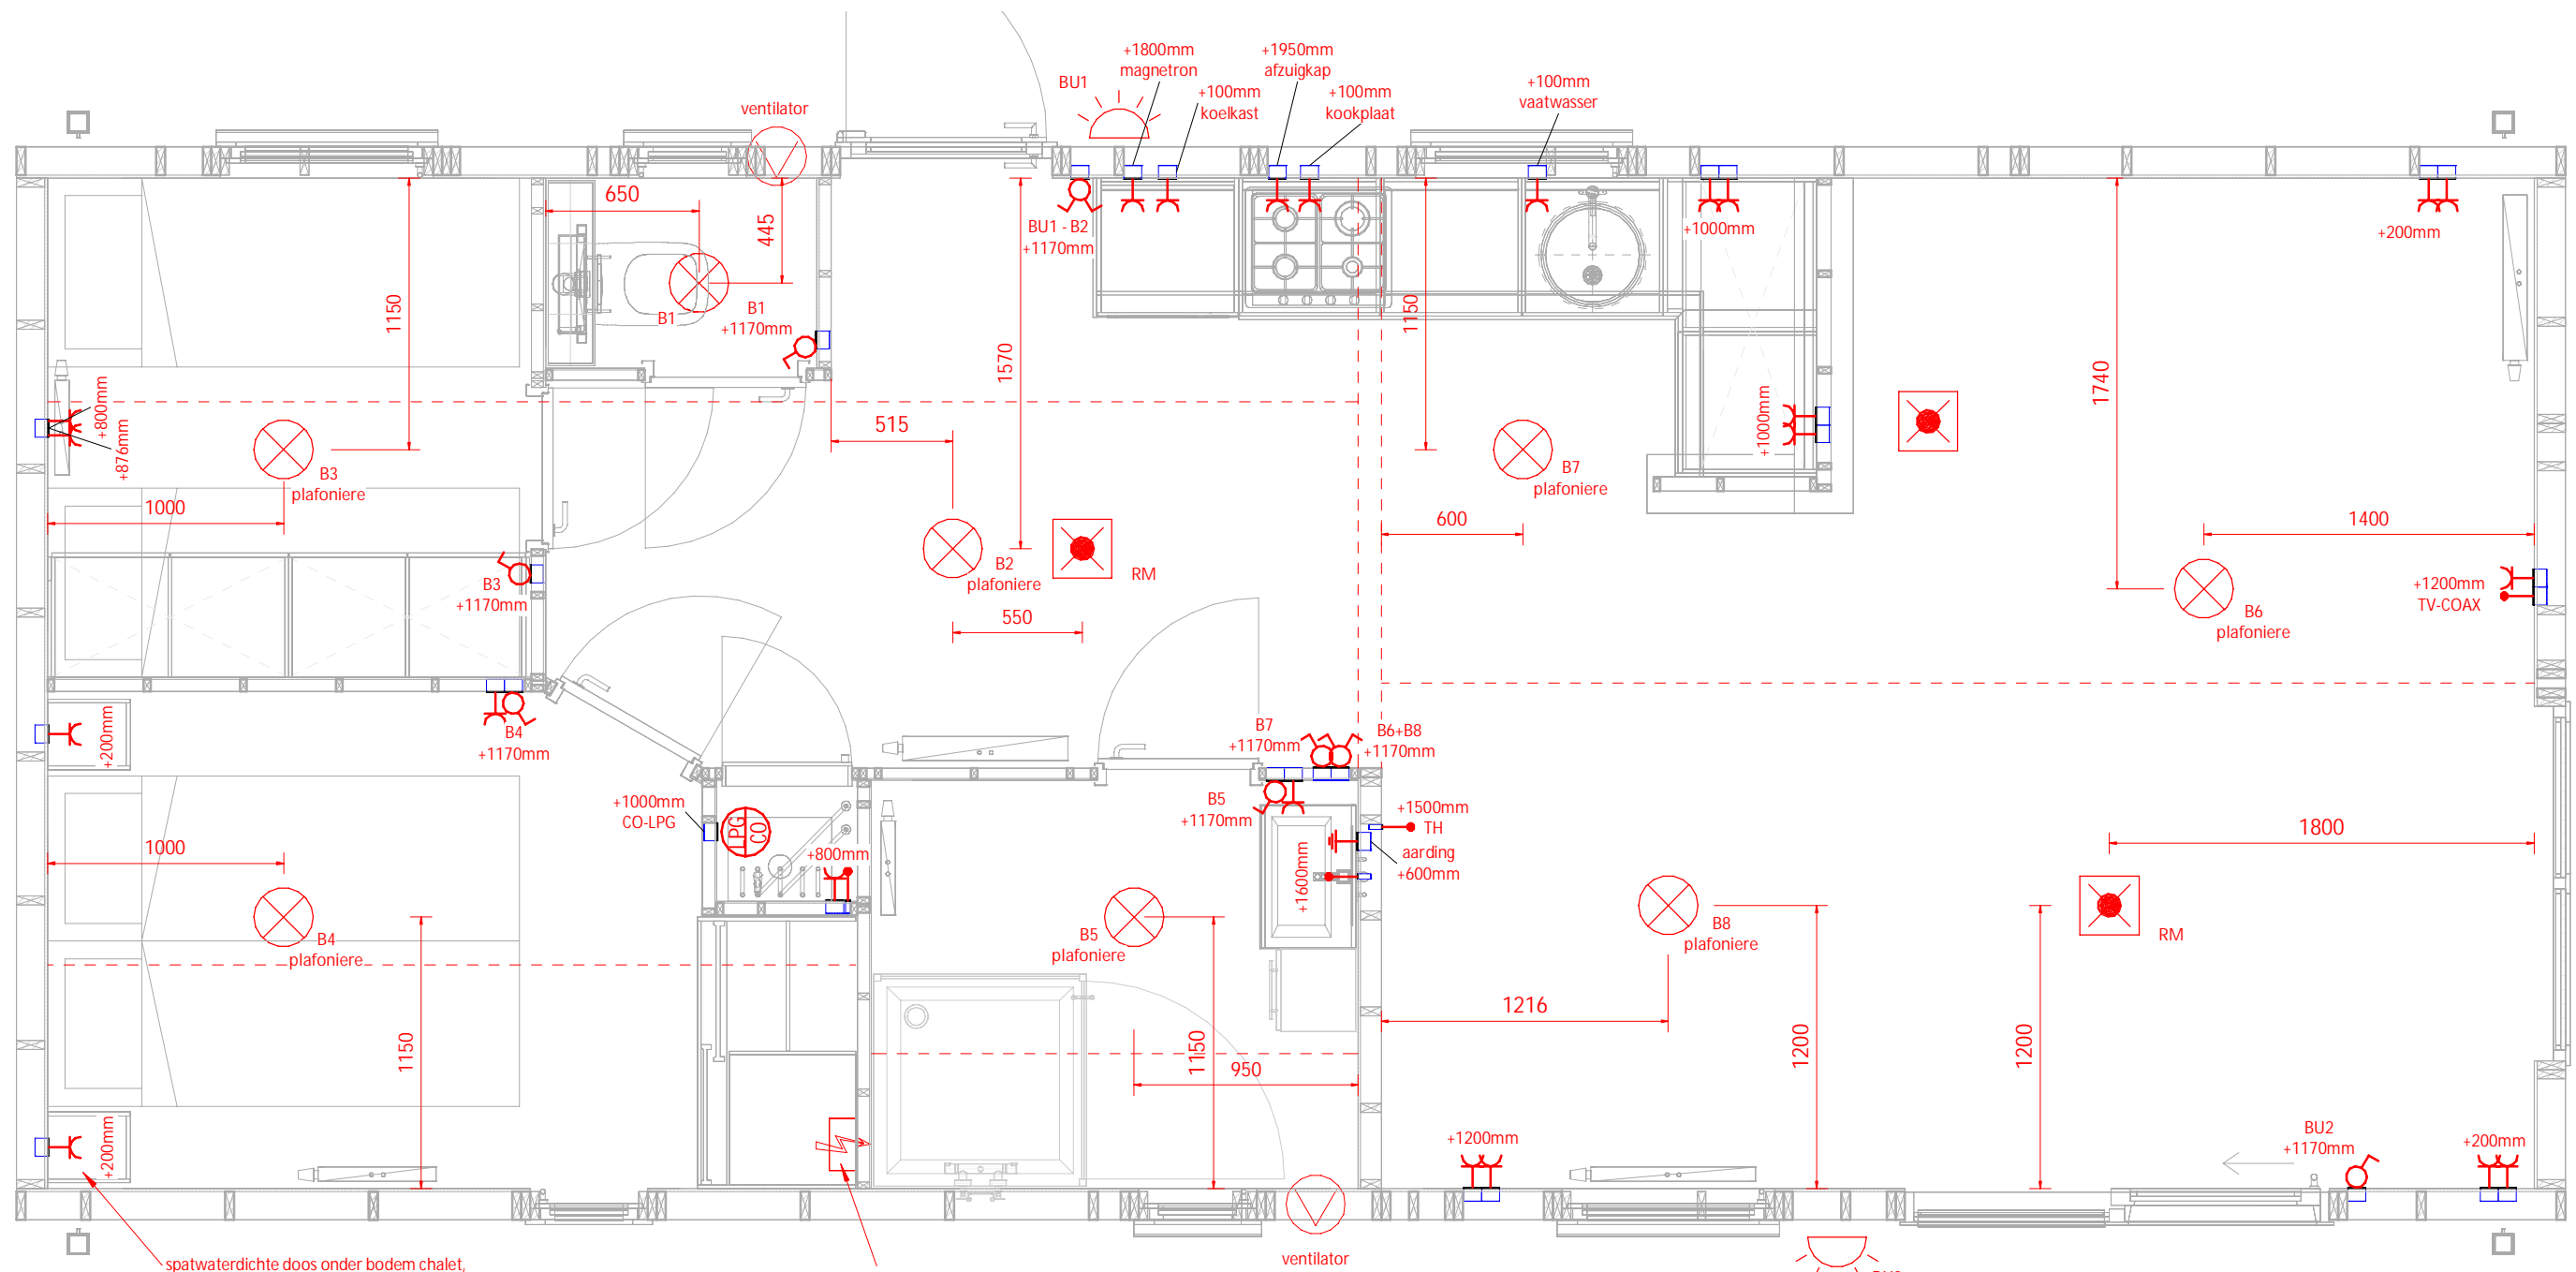 +1800mm
magnetron
+1950mm
afzuigkap
BU1
+100mm
koelkast
+100mm
kookplaat
+100mm
vaatwasser
ventilator
650
445
BU1 - B2
+1170mm
+1000mm
+200mm
1150
B1
B1
+1170mm
1570
1150
1740
+800mm
+876mm
515
+1000mm
B3
plafoniere
B7
plafoniere
1000
600
1400
B2
plafoniere
RM
B3
+1170mm
+1200mm
TV-COAX
550
B6
plafoniere
+200mm
B4
+1170mm
B7
+1170mm
B6+B8
+1170mm
+1000mm
CO-LPG
LPG
CO
+800mm
B5
+1170mm
+1500mm
TH
aarding
+600mm
+1600mm
1800
1000
B4
plafoniere
B5
plafoniere
B8
plafoniere
RM
1216
1150
1150
950
1200
1200
+200mm
+1200mm
BU2
+1170mm
+200mm
ventilator
spatwaterdichte doos onder bodem chalet,